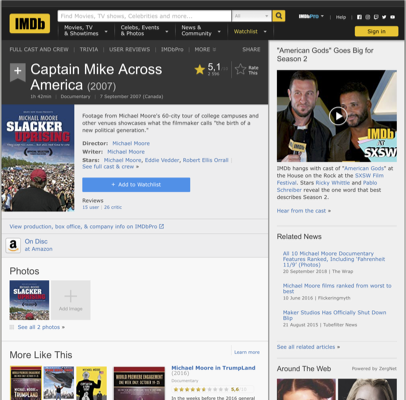 IMDb
Find Movies, TV shows, Celebrities and more...
All
IMDbPro
Help
Movies, TV
& Showtimes
Celebs, Events
& Photos
News &
Community
Watchlist
Sign in
FULL CAST AND CREW | TRIVIA | USER REVIEWS | IMDbPro | MORE
SHARE
Captain Mike Across
America (2007)
5,1
Rate
This
1h 42min | Documentary | 7 September 2007 (Canada)
MICHAEL MOORE
SLACKER
UPRISING
Footage from Michael Moore's 60-city tour of college campuses and
other venues showcases what the filmmaker calls "the birth of a
new political generation."
Director: Michael Moore
Writer: Michael Moore
Stars: Michael Moore, Eddie Vedder, Robert Ellis Orrall
See full cast & crew »
+ Add to Watchlist
Reviews
15 user | 26 critic
View production, box office, & company info on IMDbPro
On Disc
at Amazon
Photos
SLACKER
UPRISING
Add Image
See all 2 photos »
More Like This
Learn more
TRUMPLAND
Michael Moore in TrumpLand
(2016)
Documentary
In the weeks before the 2016 general
"American Gods" Goes Big for
Season 2
IMDb
SXSW
IMDb hangs with cast of "American Gods" at
the House on the Rock at the SXSW Film
Festival. Stars Ricky Whittle and Pablo
Schreiber reveal the one word that best
describes Season 2.
Hear from the cast »
Related News
All 10 Michael Moore Documentary
Features Ranked, Including 'Fahrenheit
11/9' (Photos)
20 September 2018 | The Wrap
Michael Moore films ranked from worst to
best
10 June 2016 | Flickeringmyth
Maker Studios Has Officially Shut Down
Blip
21 August 2015 | Tubefilter News
See all related articles »
Around The Web
Powered by ZergNet